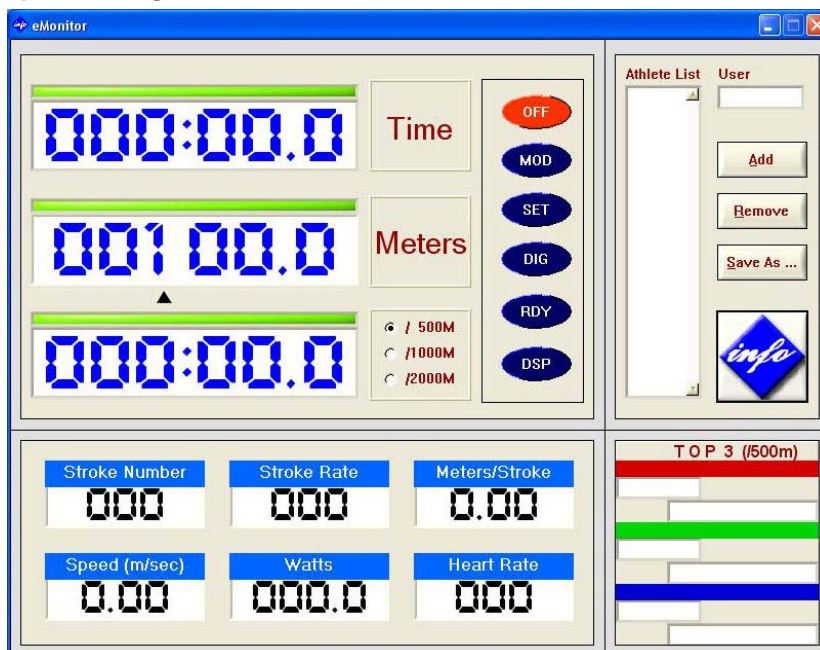 eMonitor
000:00.0
Time
00100.0
Meters
000:00.0
/ 500M
/1000M
/2000M
OFF
MOD
SET
DIG
RDY
DSP
Athlete List User
Add
Remove
Save As ...
info
Stroke Number Stroke Rate Meters/Stroke
000 000 0.00
Speed (m/sec) Watts Heart Rate
0.00 000.0 000
TOP 3 (/500m)